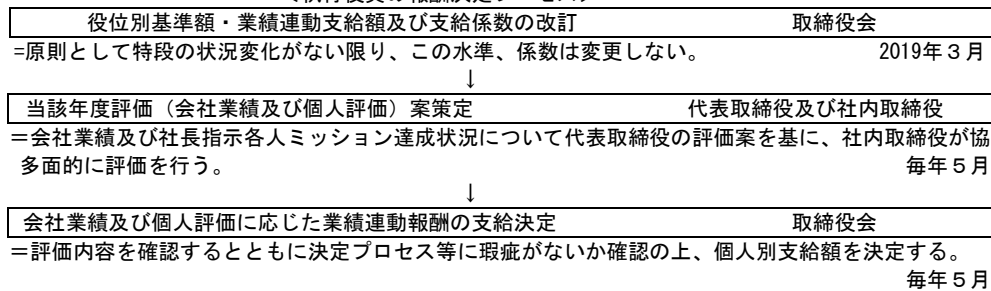 役位別基準額・業績連動支給額及び支給係数の改訂 取締役会
=原則として特段の状況変化がない限り、この水準、係数は変更しない。 2019年３月
↓
当該年度評価（会社業績及び個人評価）案策定 代表取締役及び社内取締役
＝会社業績及び社長指示各人ミッション達成状況について代表取締役の評価案を基に、社内取締役が協
多面的に評価を行う。 毎年５月
↓
会社業績及び個人評価に応じた業績連動報酬の支給決定 取締役会
＝評価内容を確認するとともに決定プロセス等に瑕疵がないか確認の上、個人別支給額を決定する。
毎年５月